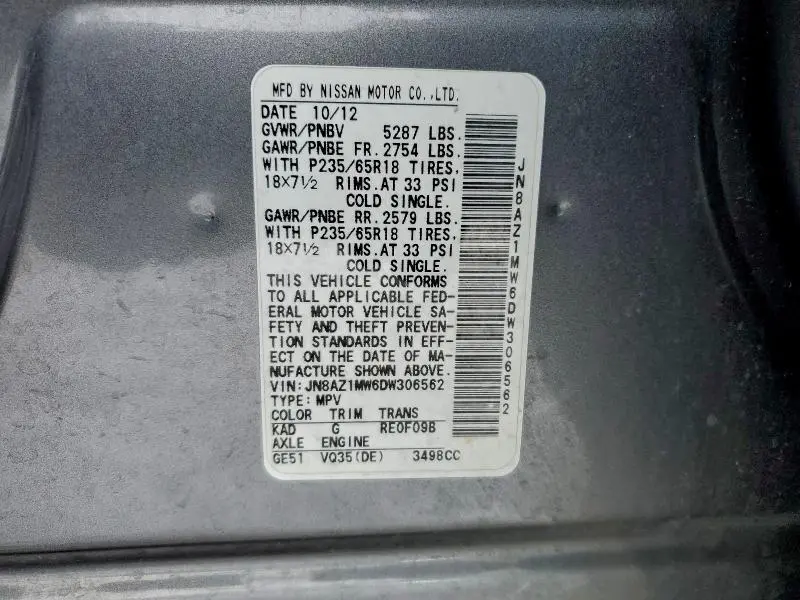 MFD BY NISSAN MOTOR CO.,LTD.
DATE 10/12
GVWR/PNBV 5287 LBS.
GAWR/PNBE FR. 2754 LBS.
WITH P235/65R18 TIRES.
18×7½ RIMS. AT 33 PSI
COLD SINGLE.
GAWR/PNBE RR. 2579 LBS.
WITH P235/65R18 TIRES.
18×7½ RIMS. AT 33 PSI
COLD SINGLE.
THIS VEHICLE CONFORMS
TO ALL APPLICABLE FED-
ERAL MOTOR VEHICLE SA-
FETY AND THEFT PREVEN-
TION STANDARDS IN EFF-
ECT ON THE DATE OF MA-
NUFACTURE SHOWN ABOVE.
VIN: JN8AZ1MW6DW306562
TYPE: MPV
COLOR TRIM TRANS
KAD G RE0F09B
AXLE ENGINE
GE51 VQ35(DE) 3498CC
JN8AZ1MW6DW306562